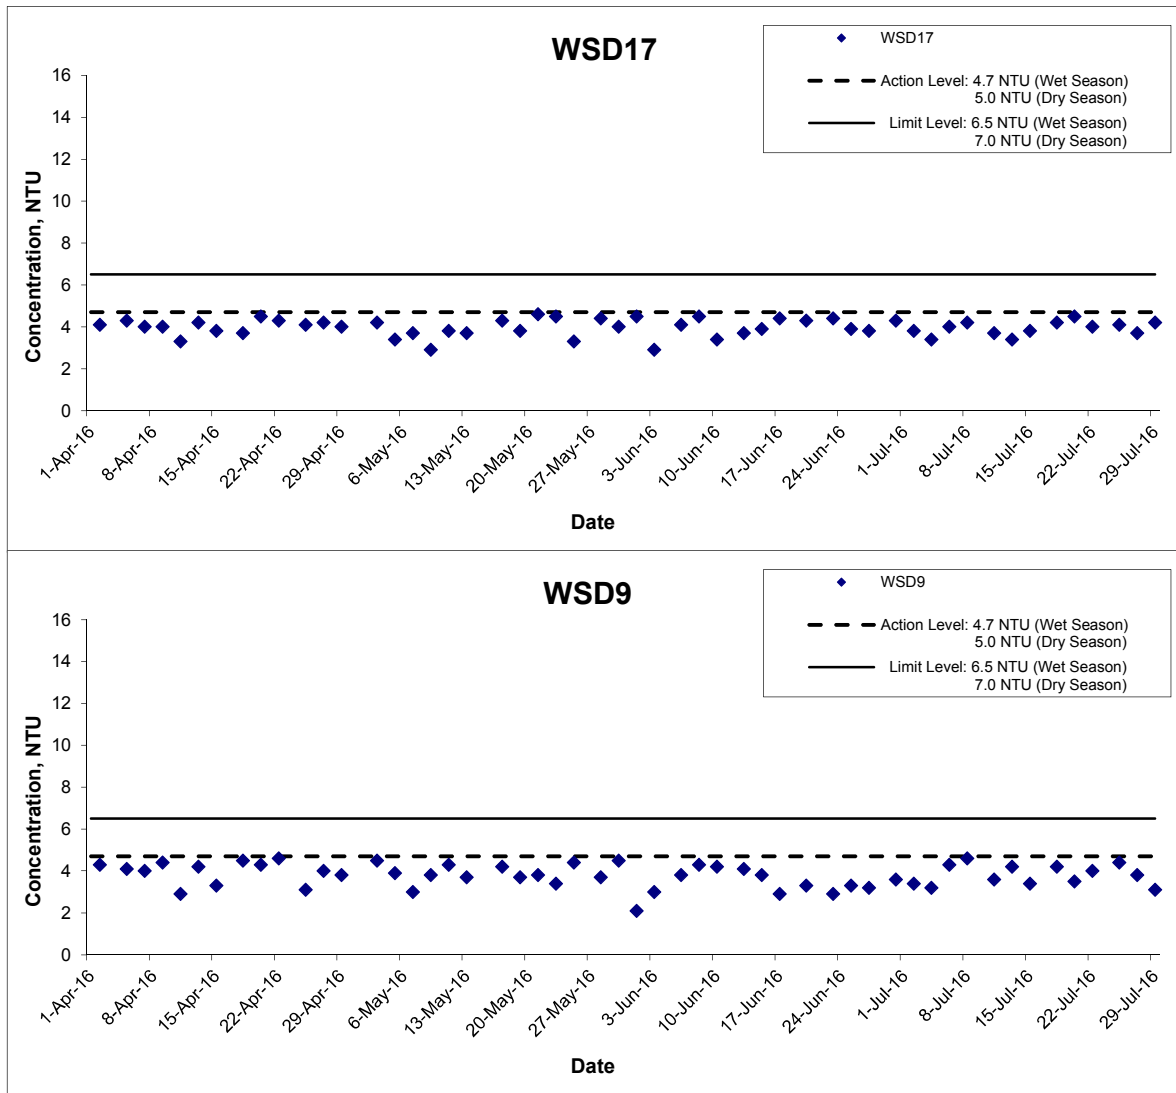 WSD17
WSD17
Action Level: 4.7 NTU (Wet Season)
5.0 NTU (Dry Season)
Limit Level: 6.5 NTU (Wet Season)
7.0 NTU (Dry Season)
Concentration, NTU
16
14
12
10
8
6
4
2
0
1-Apr-16
8-Apr-16
15-Apr-16
22-Apr-16
29-Apr-16
6-May-16
13-May-16
20-May-16
27-May-16
3-Jun-16
10-Jun-16
17-Jun-16
24-Jun-16
1-Jul-16
8-Jul-16
15-Jul-16
22-Jul-16
29-Jul-16
Date
WSD9
WSD9
Action Level: 4.7 NTU (Wet Season)
5.0 NTU (Dry Season)
Limit Level: 6.5 NTU (Wet Season)
7.0 NTU (Dry Season)
Concentration, NTU
16
14
12
10
8
6
4
2
0
1-Apr-16
8-Apr-16
15-Apr-16
22-Apr-16
29-Apr-16
6-May-16
13-May-16
20-May-16
27-May-16
3-Jun-16
10-Jun-16
17-Jun-16
24-Jun-16
1-Jul-16
8-Jul-16
15-Jul-16
22-Jul-16
29-Jul-16
Date